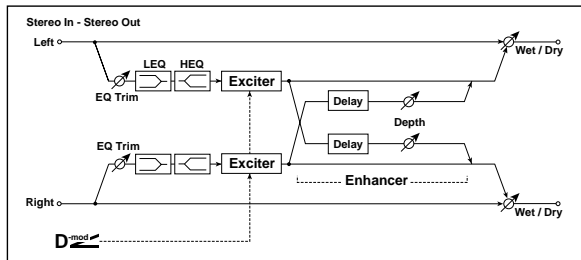 Stereo In - Stereo Out
Left
Wet / Dry
LEQ HEQ
EQ Trim
Exciter
Delay
Depth
EQ Trim
Delay
Exciter
Enhancer
Right
Wet / Dry
D-mod